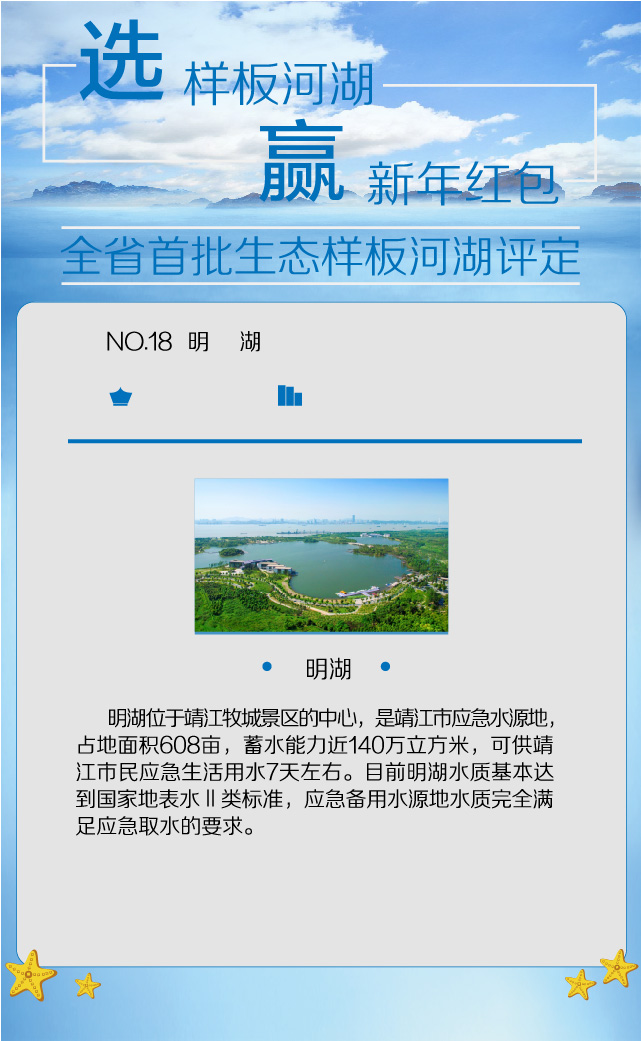 选 样板河湖
赢 新年红包
全省首批生态样板河湖评定
NO.18 明 湖
明湖
明湖位于靖江牧城景区的中心，是靖江市应急水源地，
占地面积608亩，蓄水能力近140万立方米，可供靖
江市民应急生活用水7天左右。目前明湖水质基本达
到国家地表水Ⅱ类标准，应急备用水源地水质完全满
足应急取水的要求。